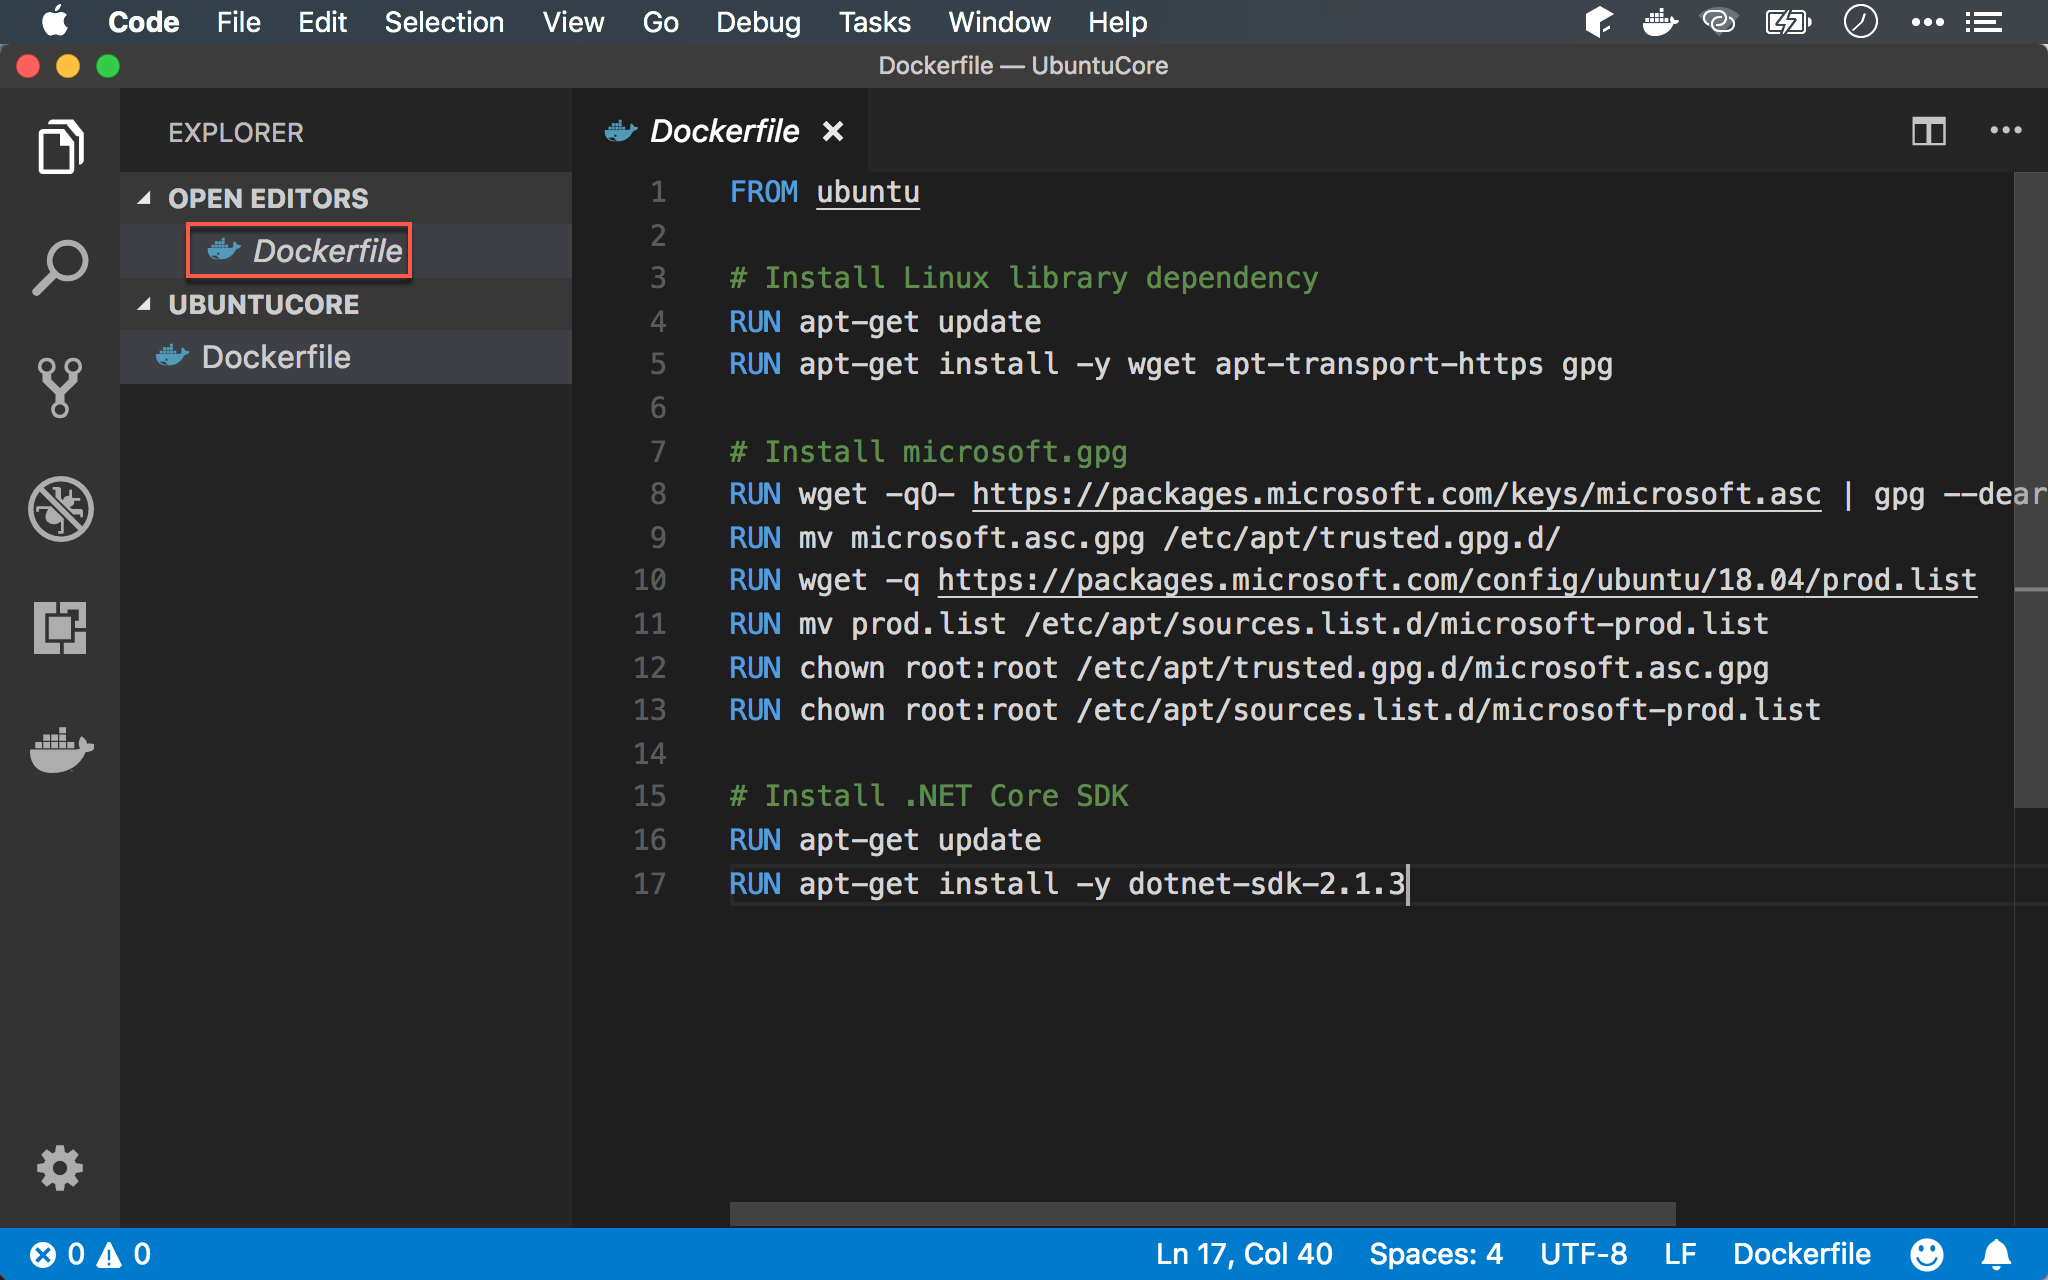 Code File Edit Selection View Go Debug Tasks Window Help
Dockerfile — UbuntuCore
EXPLORER
OPEN EDITORS
Dockerfile
UBUNTUCORE
Dockerfile
Dockerfile
1 FROM ubuntu
2
3 # Install Linux library dependency
4 RUN apt-get update
5 RUN apt-get install -y wget apt-transport-https gpg
6
7 # Install microsoft.gpg
8 RUN wget -qO- https://packages.microsoft.com/keys/microsoft.asc | gpg --dear
9 RUN mv microsoft.asc.gpg /etc/apt/trusted.gpg.d/
10 RUN wget -q https://packages.microsoft.com/config/ubuntu/18.04/prod.list
11 RUN mv prod.list /etc/apt/sources.list.d/microsoft-prod.list
12 RUN chown root:root /etc/apt/trusted.gpg.d/microsoft.asc.gpg
13 RUN chown root:root /etc/apt/sources.list.d/microsoft-prod.list
14
15 # Install .NET Core SDK
16 RUN apt-get update
17 RUN apt-get install -y dotnet-sdk-2.1.3
0 0 Ln 17, Col 40 Spaces: 4 UTF-8 LF Dockerfile